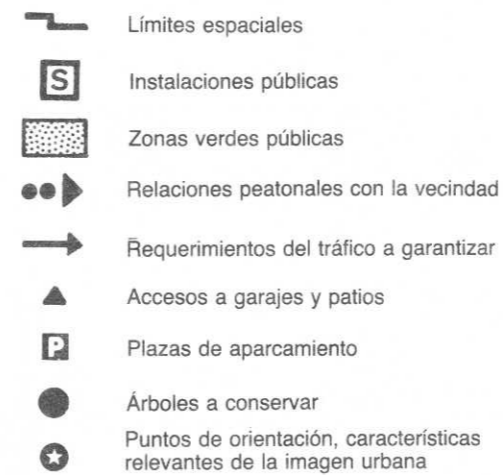 Límites espaciales
S Instalaciones públicas
Zonas verdes públicas
Relaciones peatonales con la vecindad
Requerimientos del tráfico a garantizar
Accesos a garajes y patios
P Plazas de aparcamiento
Árboles a conservar
Puntos de orientación, características
relevantes de la imagen urbana